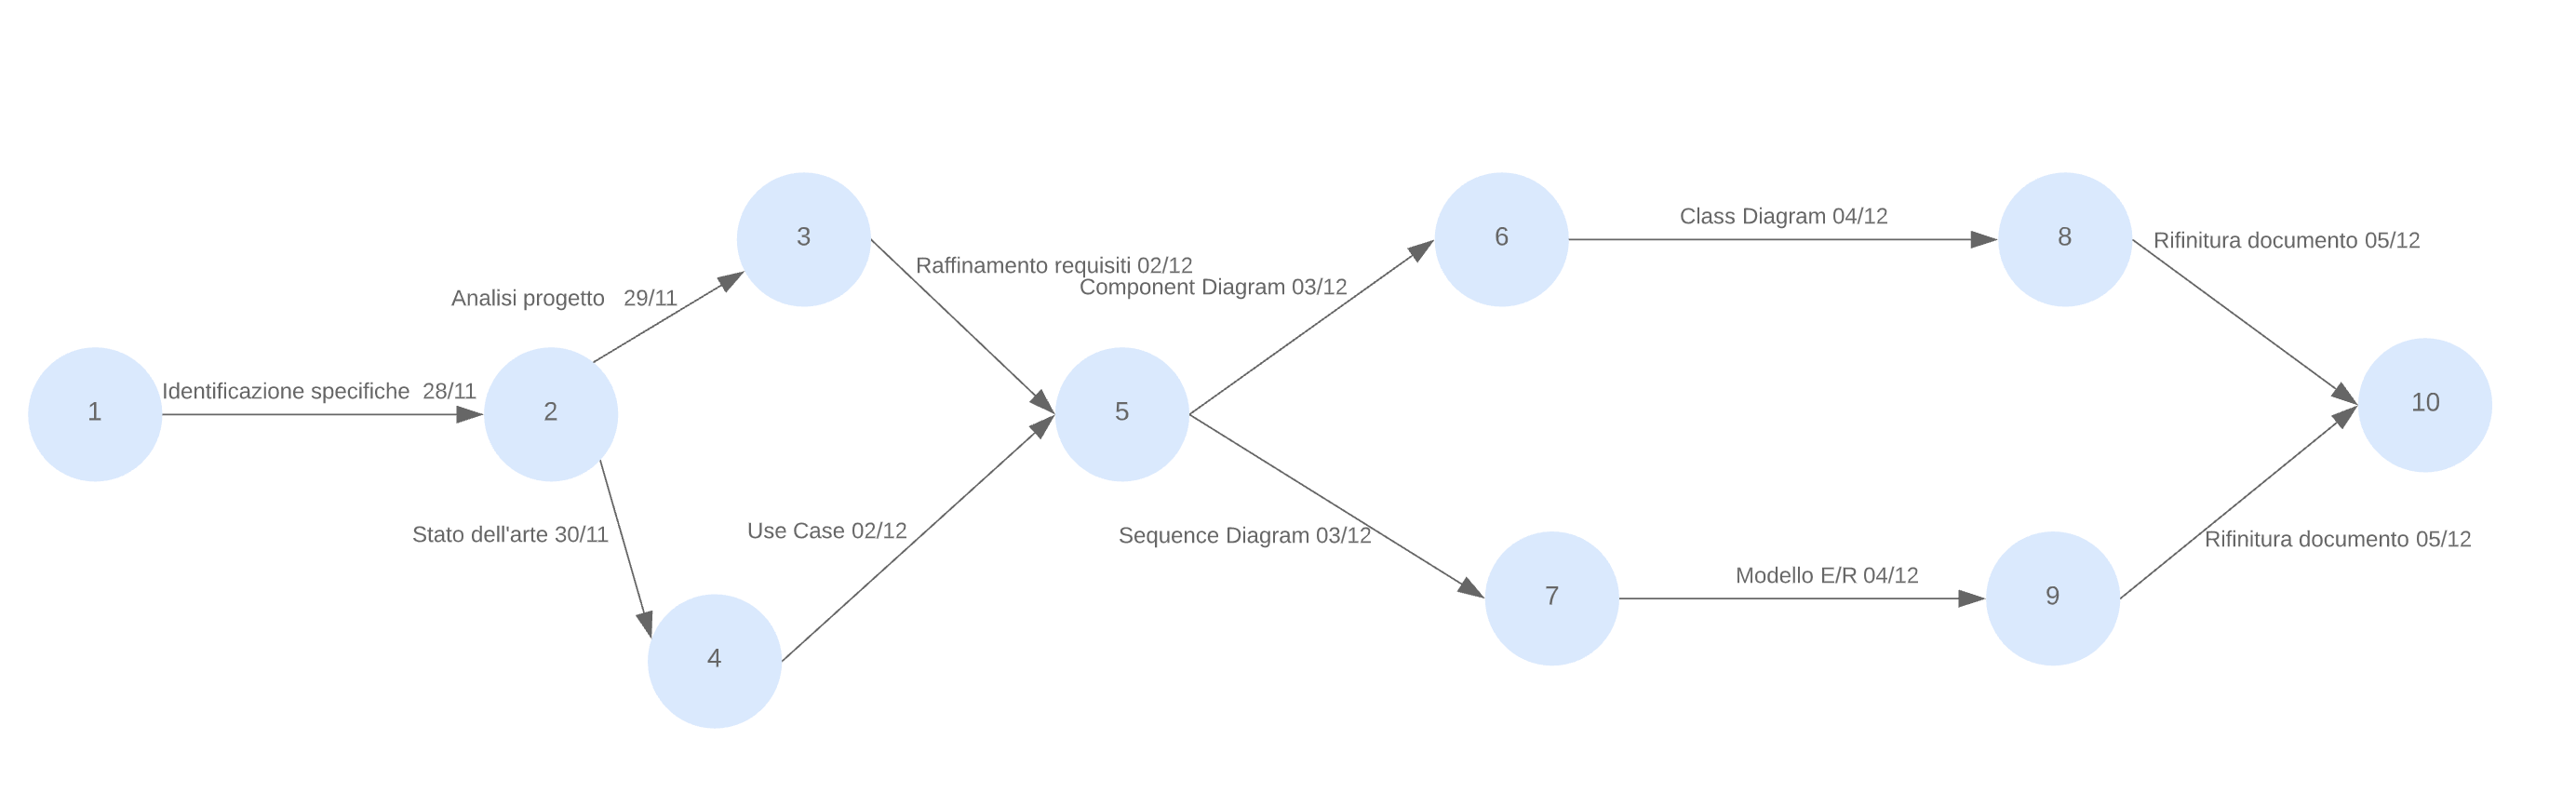 1
Identificazione specifiche 28/11
2
Analisi progetto 29/11
3
Stato dell'arte 30/11
4
Raffinamento requisiti 02/12
Use Case 02/12
5
Component Diagram 03/12
6
Sequence Diagram 03/12
7
Class Diagram 04/12
8
Modello E/R 04/12
9
Rifinitura documento 05/12
Rifinitura documento 05/12
10